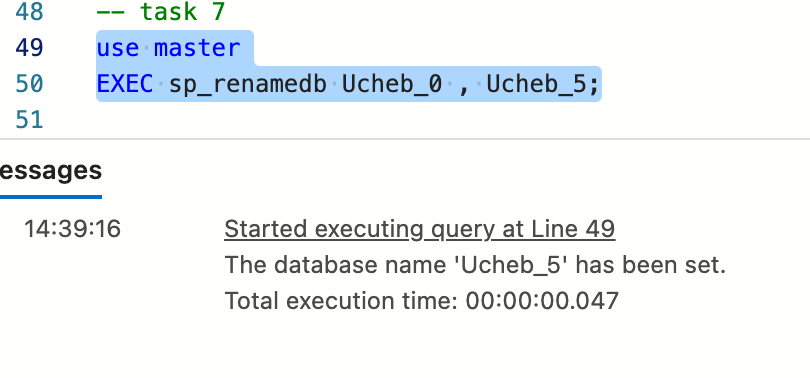 48 -- task 7
49 use master
50 EXEC sp_renamedb Ucheb_0 , Ucheb_5;
51
essages
14:39:16 Started executing query at Line 49
The database name 'Ucheb_5' has been set.
Total execution time: 00:00:00.047